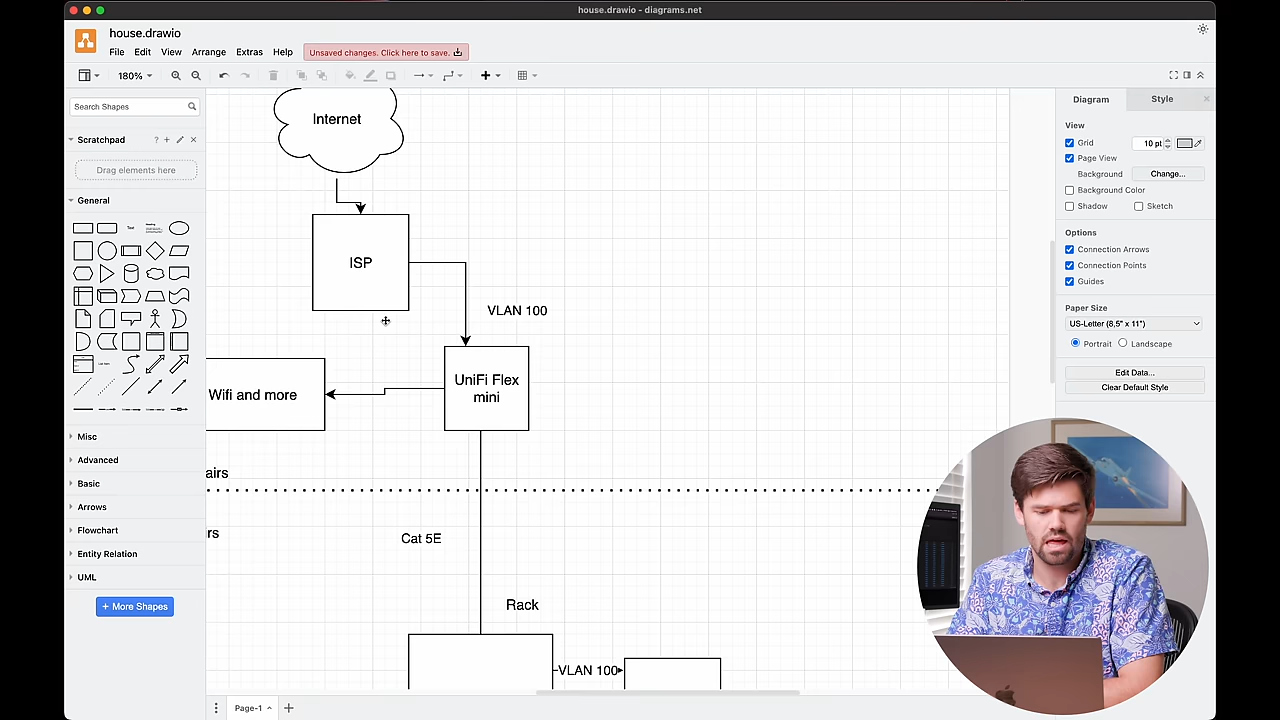 house.drawio - diagrams.net
house.drawio
File Edit View Arrange Extras Help Unsaved changes. Click here to save.
180%
Search Shapes
Scratchpad
? + ×
Drag elements here
General
Text
Heading
List Item
Misc
Advanced
Basic
Arrows
Flowchart
Entity Relation
UML
+ More Shapes
Internet
ISP
VLAN 100
UniFi Flex
mini
Wifi and more
airs
rs
Cat 5E
Rack
VLAN 100
Page-1
Diagram Style
View
Grid 10 pt
Page View
Background Change...
Background Color
Shadow Sketch
Options
Connection Arrows
Connection Points
Guides
Paper Size
US-Letter (8,5" x 11")
Portrait Landscape
Edit Data...
Clear Default Style